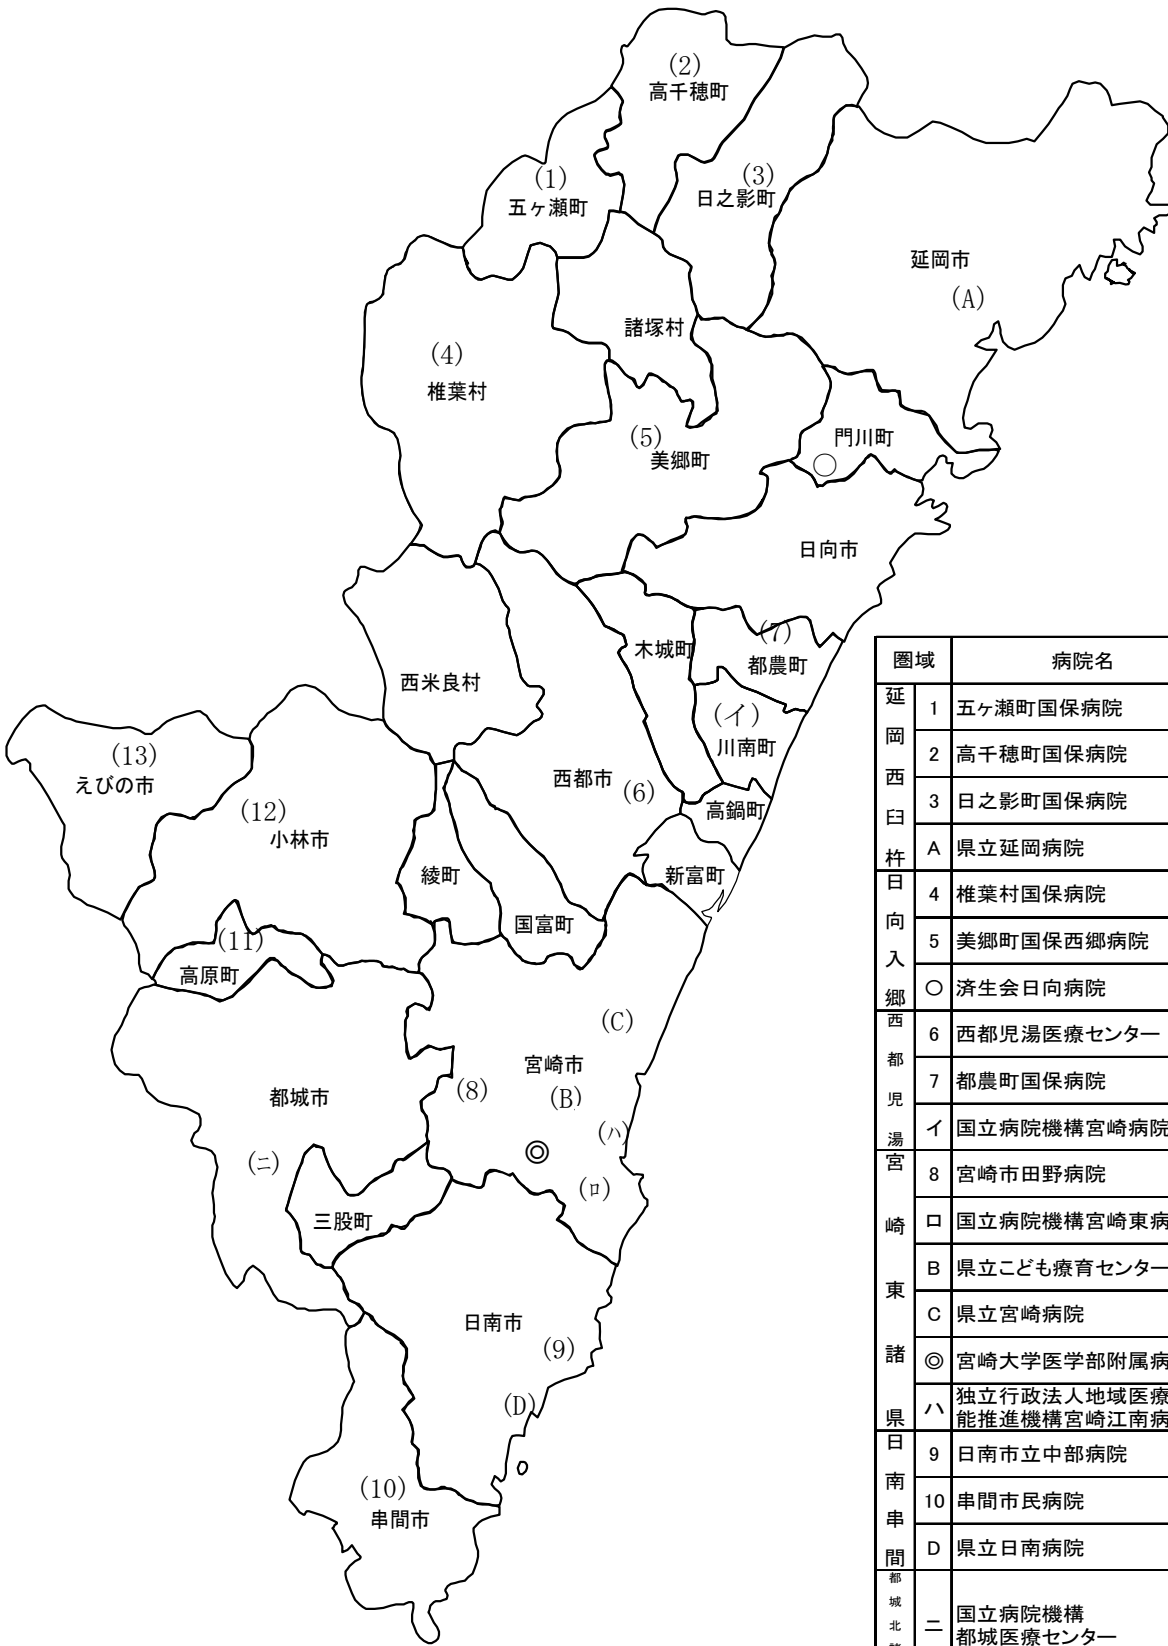 (2)
高千穂町
(1)
五ヶ瀬町
(3)
日之影町
延岡市
(A)
諸塚村
(4)
椎葉村
(5)
美郷町
門川町
○
日向市
(7)
都農町
木城町
西米良村
(イ)
川南町
(13)
えびの市
西都市
(6)
高鍋町
(12)
小林市
綾町
新富町
国富町
(11)
高原町
(C)
宮崎市
(B)
(8)
都城市
(ハ)
◎
(ニ)
(ロ)
三股町
日南市
(9)
(D)
(10)
串間市
圏域 病院名
延岡西臼杵
1 五ヶ瀬町国保病院
2 高千穂町国保病院
3 日之影町国保病院
A 県立延岡病院
日向入郷
4 椎葉村国保病院
5 美郷町国保西郷病院
○ 済生会日向病院
西都児湯
6 西都児湯医療センター
7 都農町国保病院
イ 国立病院機構宮崎病院
宮崎東諸県
8 宮崎市田野病院
ロ 国立病院機構宮崎東病
B 県立こども療育センター
C 県立宮崎病院
◎ 宮崎大学医学部附属病
ハ 独立行政法人地域医療
能推進機構宮崎江南病
日南串間
9 日南市立中部病院
10 串間市民病院
D 県立日南病院
都城北
ニ 国立病院機構
都城医療センター